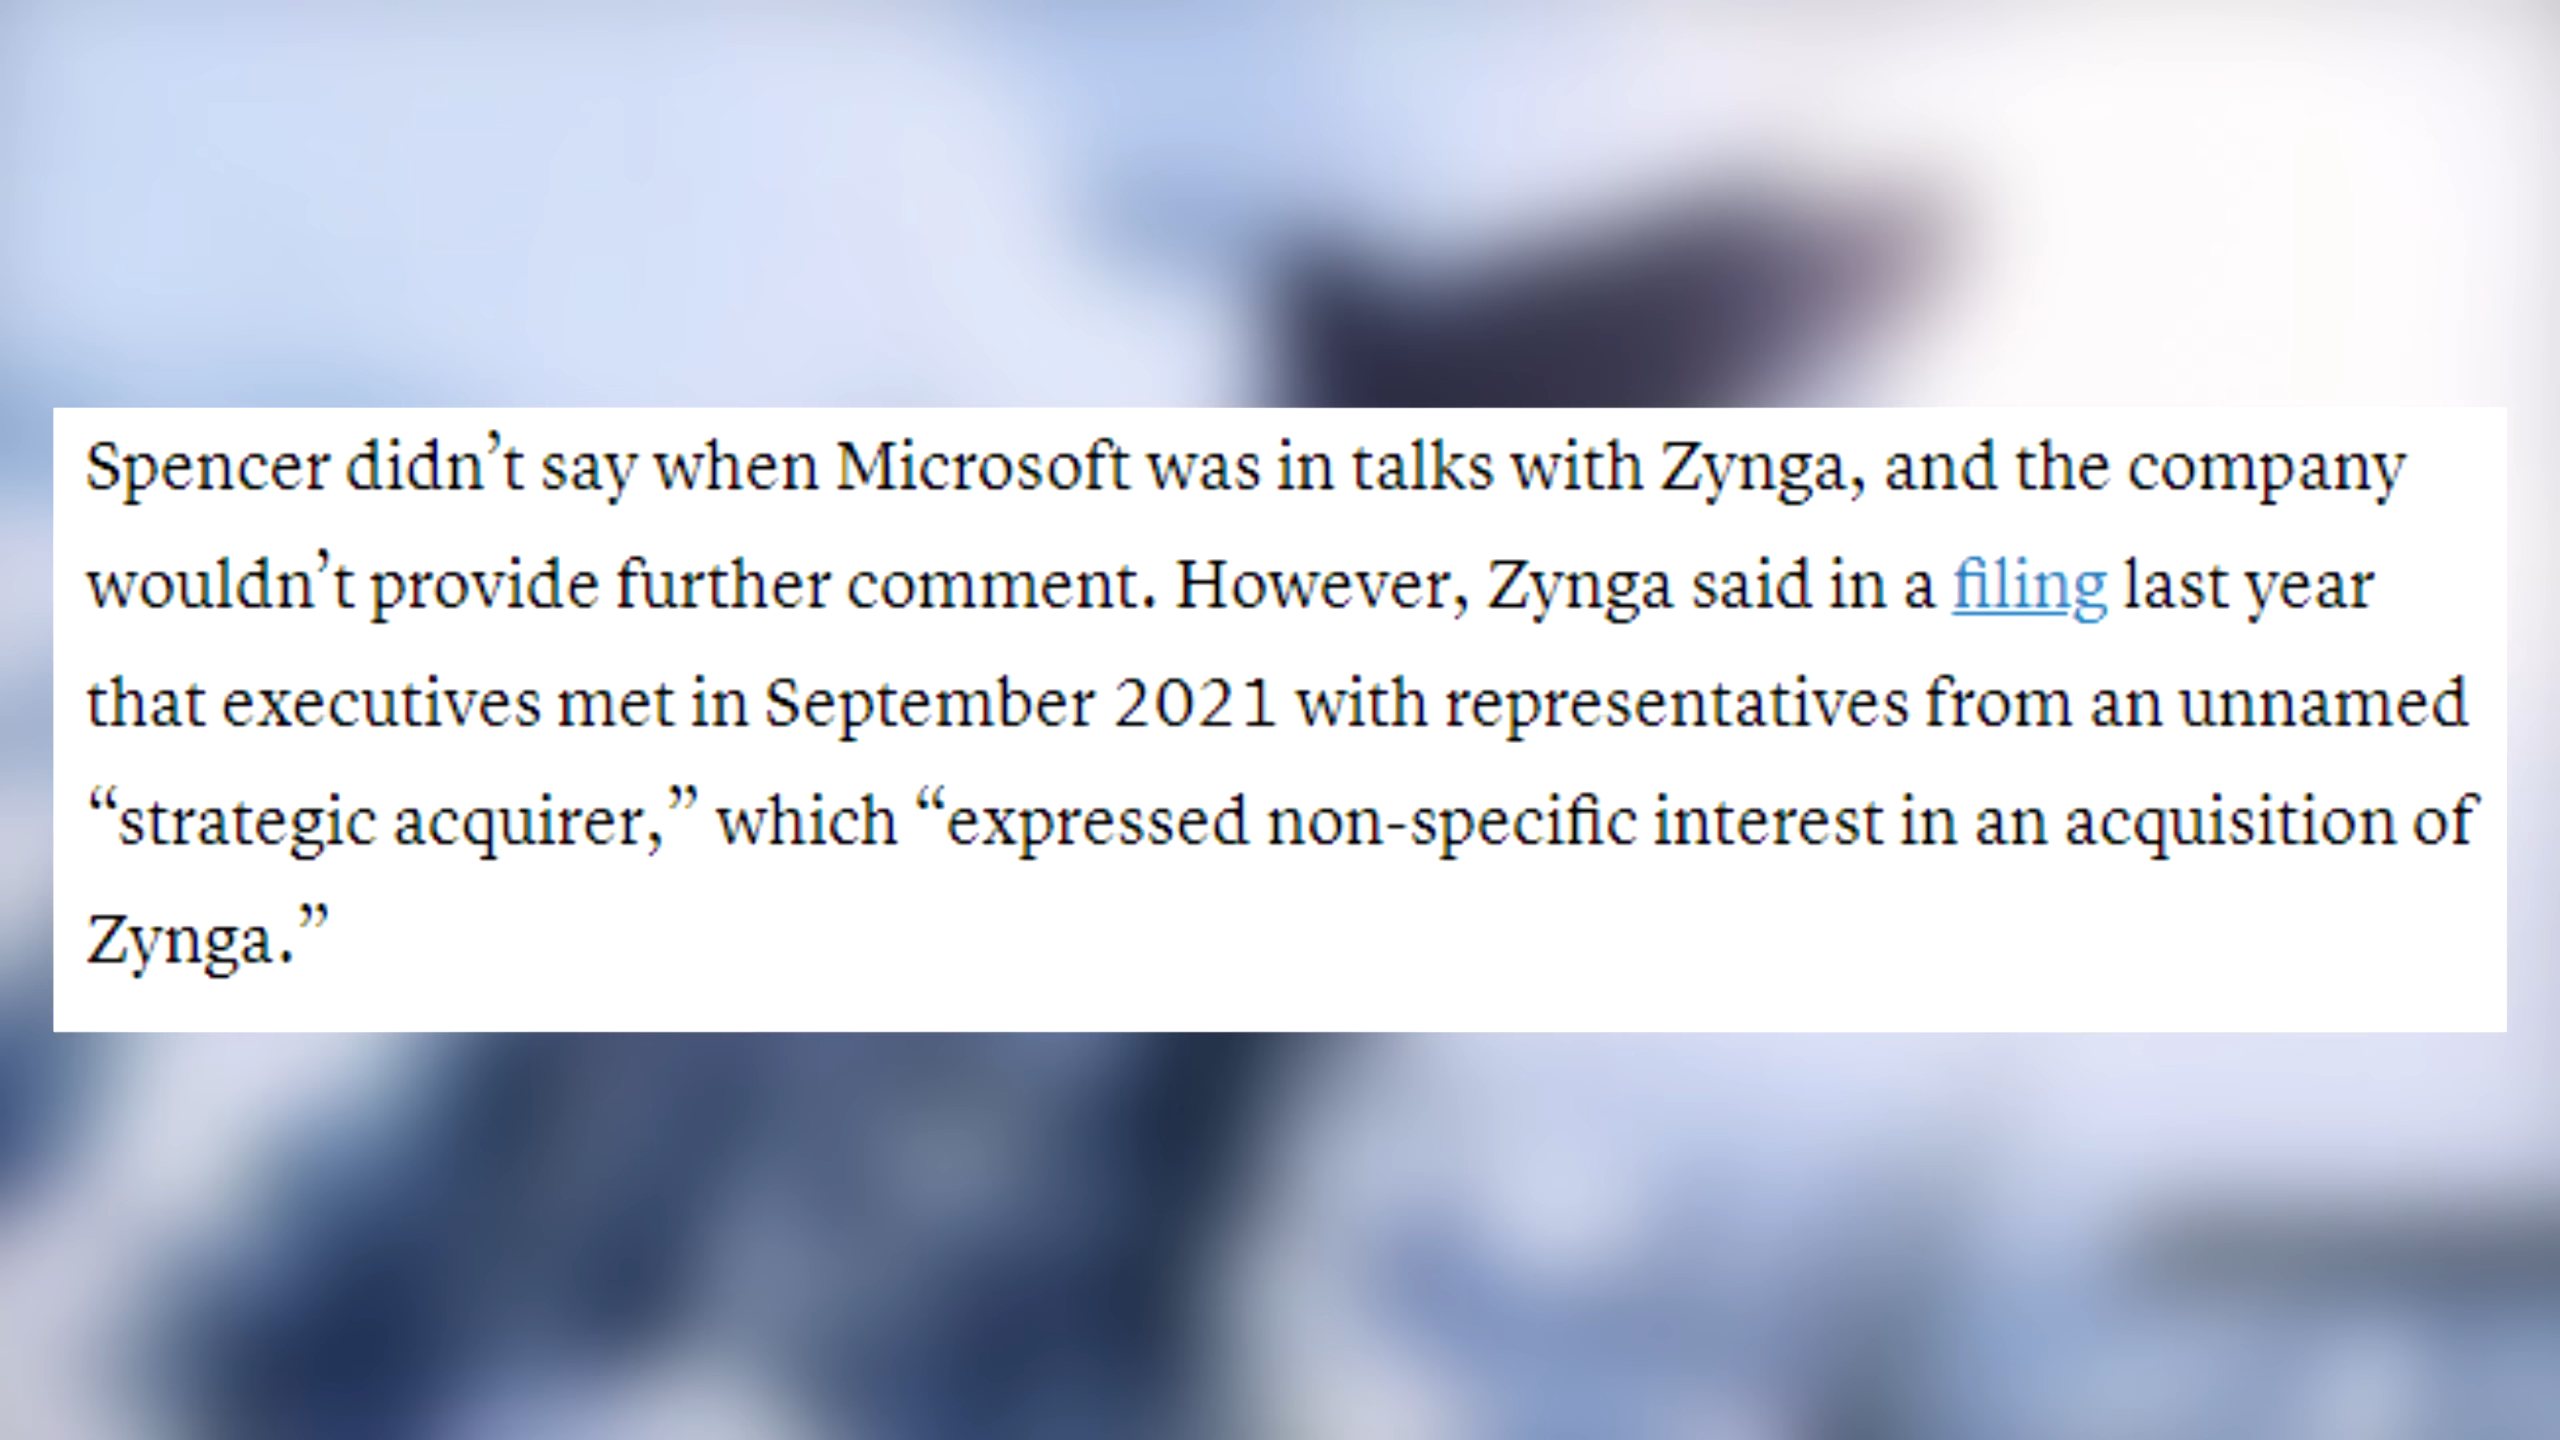 Spencer didn’t say when Microsoft was in talks with Zynga, and the company
wouldn’t provide further comment. However, Zynga said in a filing last year
that executives met in September 2021 with representatives from an unnamed
“strategic acquirer,” which “expressed non-specific interest in an acquisition of
Zynga.”